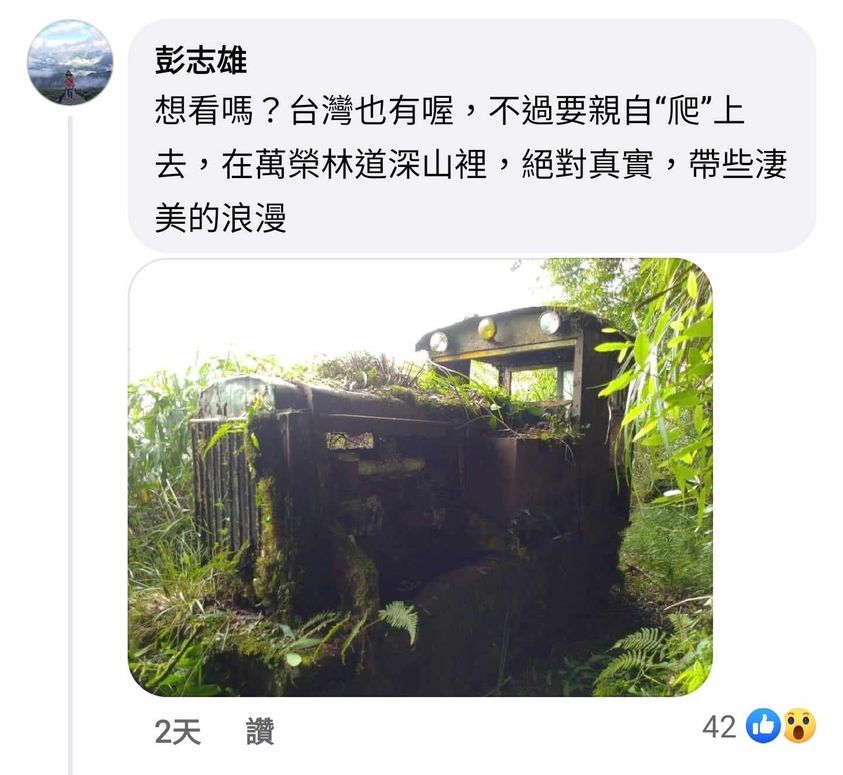 彭志雄
想看嗎？台灣也有喔，不過要親自“爬”上
去，在萬榮林道深山裡，絕對真實，帶些淒
美的浪漫
2天 讚 42